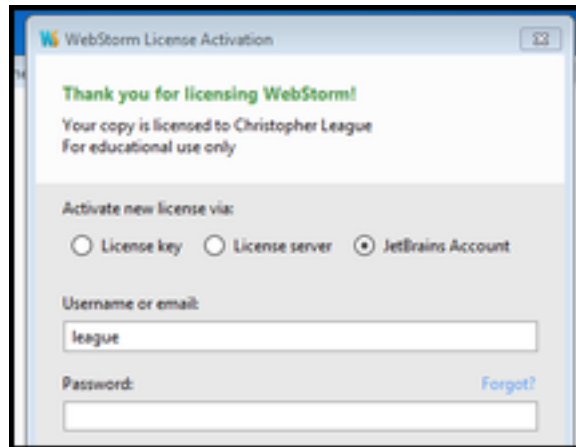 WebStorm License Activation
Thank you for licensing WebStorm!
Your copy is licensed to Christopher League
For educational use only
Activate new license via:
License key License server JetBrains Account
Username or email:
league
Password: Forgot?